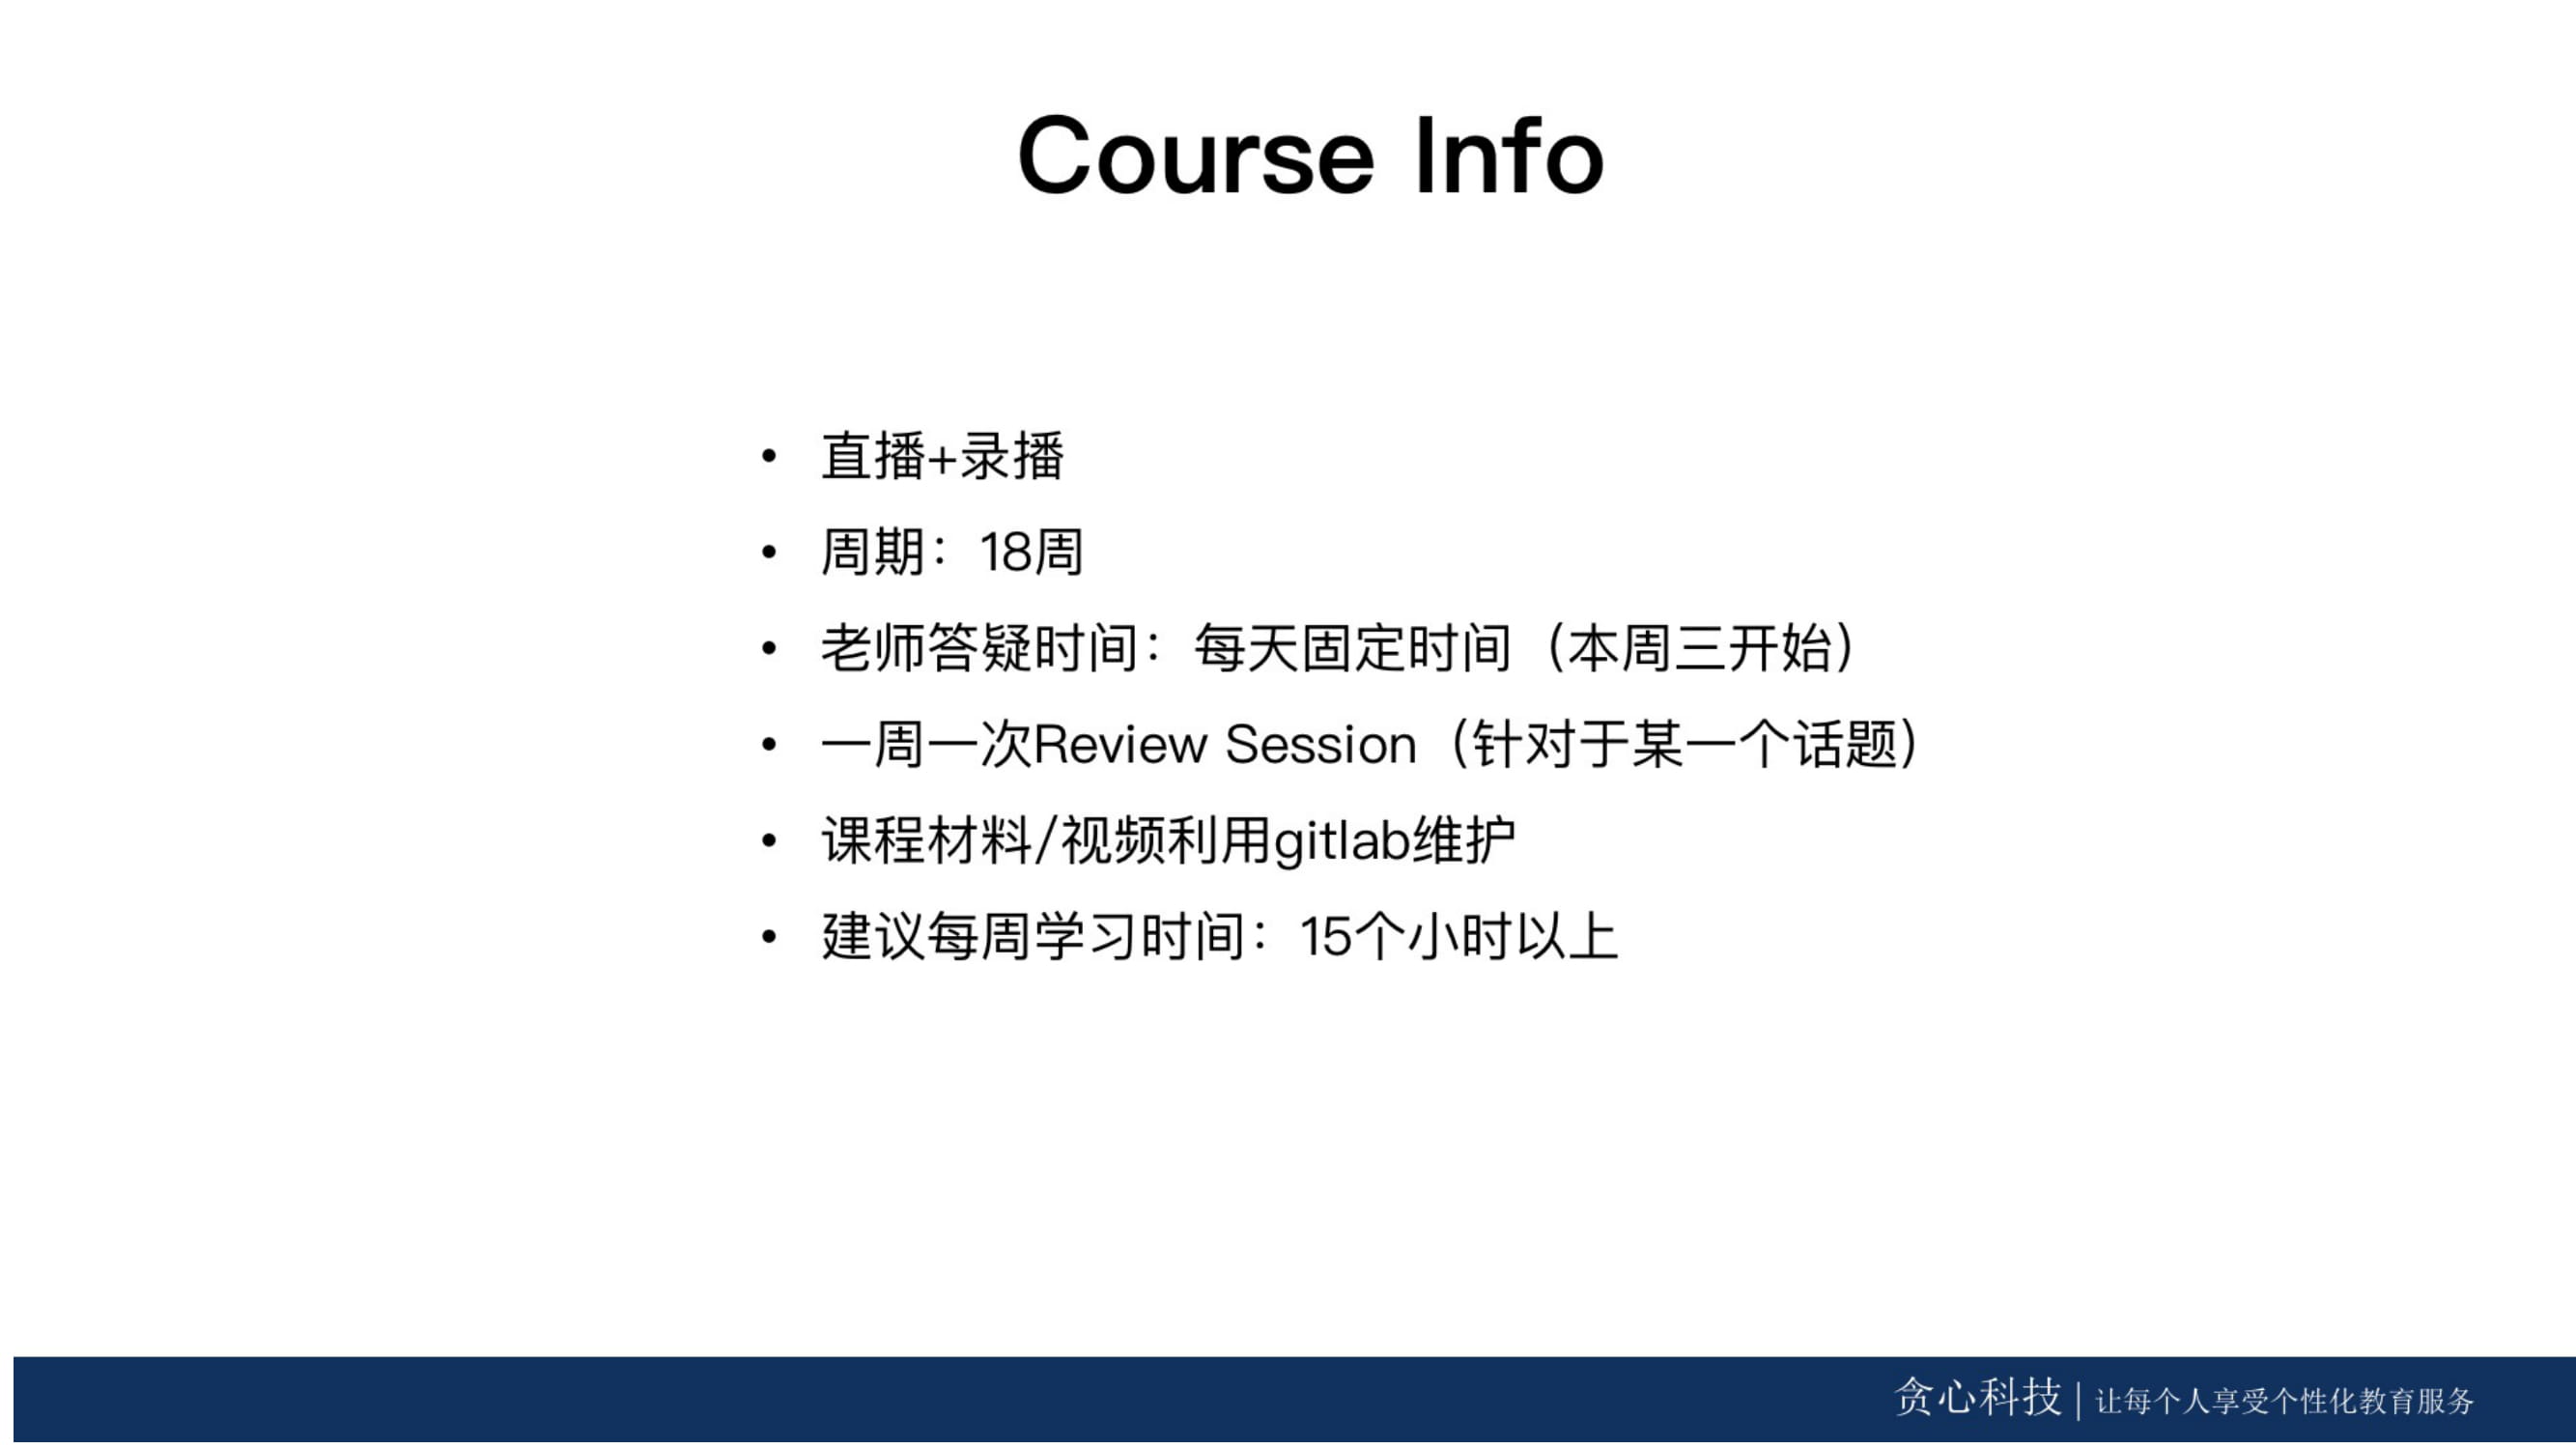 Course Info
• 直播+录播
• 周期：18周
• 老师答疑时间：每天固定时间（本周三开始）
• 一周一次Review Session（针对于某一个话题）
• 课程材料/视频利用gitlab维护
• 建议每周学习时间：15个小时以上
贪心科技 | 让每个人享受个性化教育服务